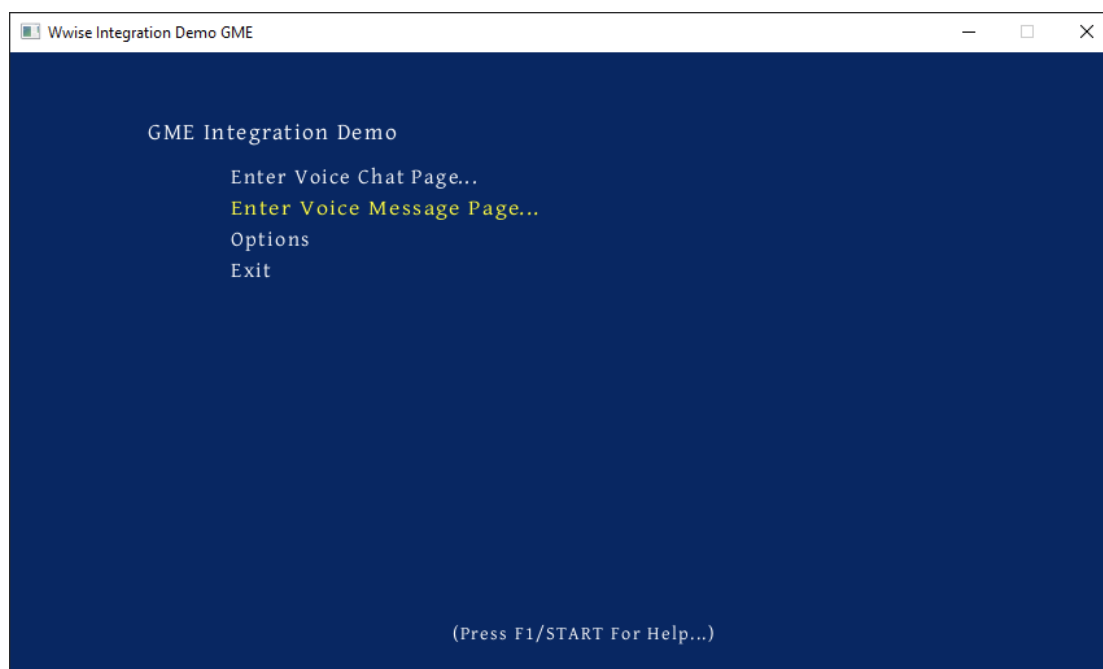 Wwise Integration Demo GME
GME Integration Demo
Enter Voice Chat Page...
Enter Voice Message Page...
Options
Exit
(Press F1/START For Help...)